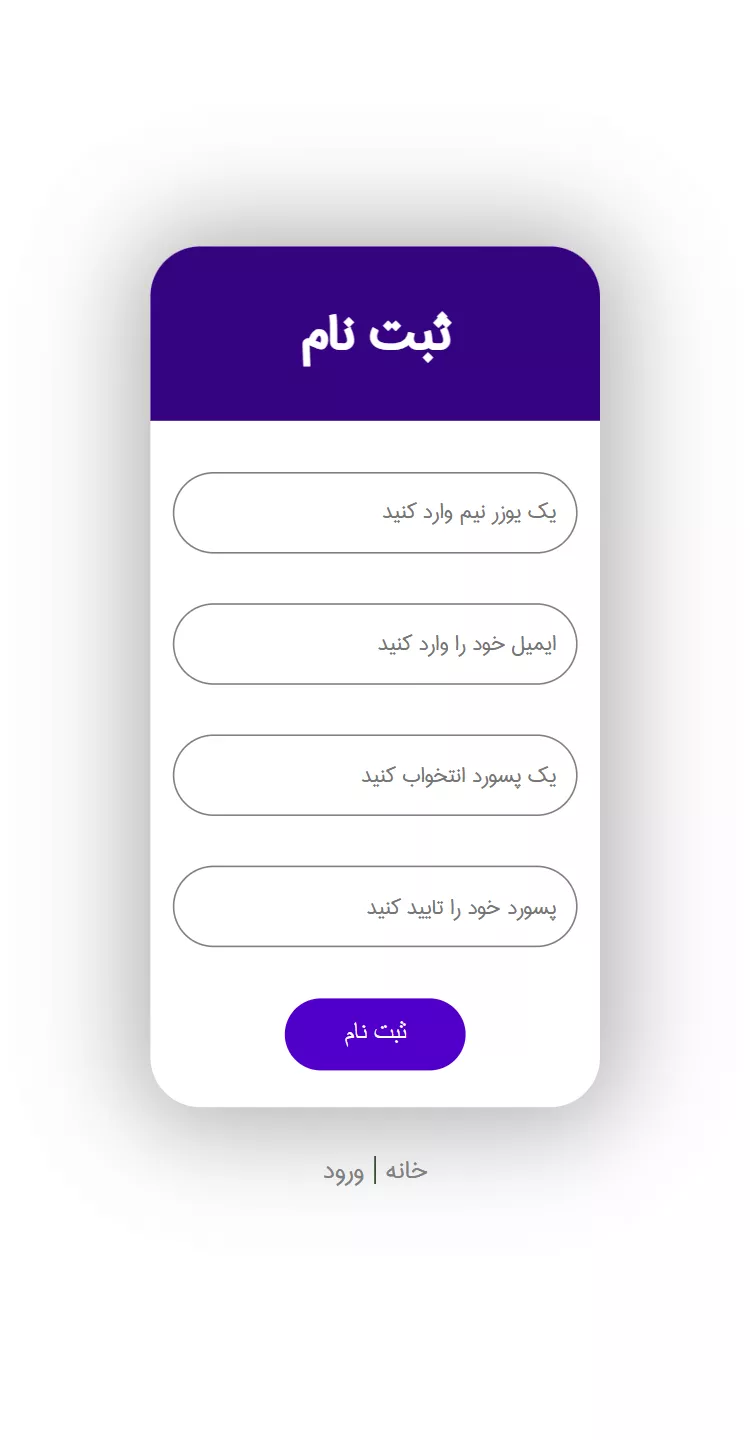 ثبت نام
یک یوزر نیم وارد کنید
ایمیل خود را وارد کنید
یک پسورد انتخواب کنید
پسورد خود را تایید کنید
ثبت نام
خانه | ورود